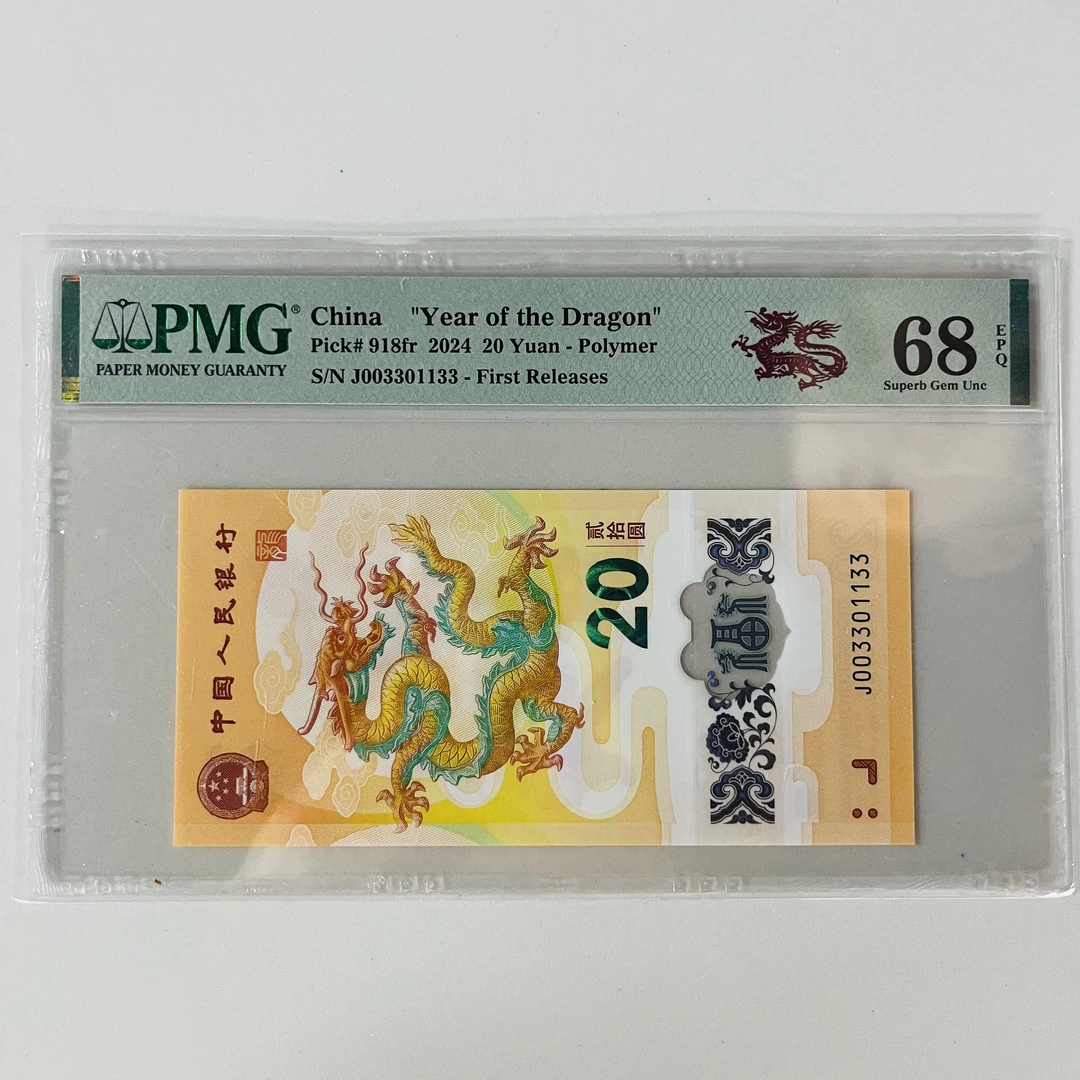 PMG®
PAPER MONEY GUARANTY
China "Year of the Dragon"
Pick# 918fr 2024 20 Yuan - Polymer
S/N J003301133 - First Releases
68
EPQ
Superb Gem Unc
中国人民银行
贰拾圆
20
J003301133